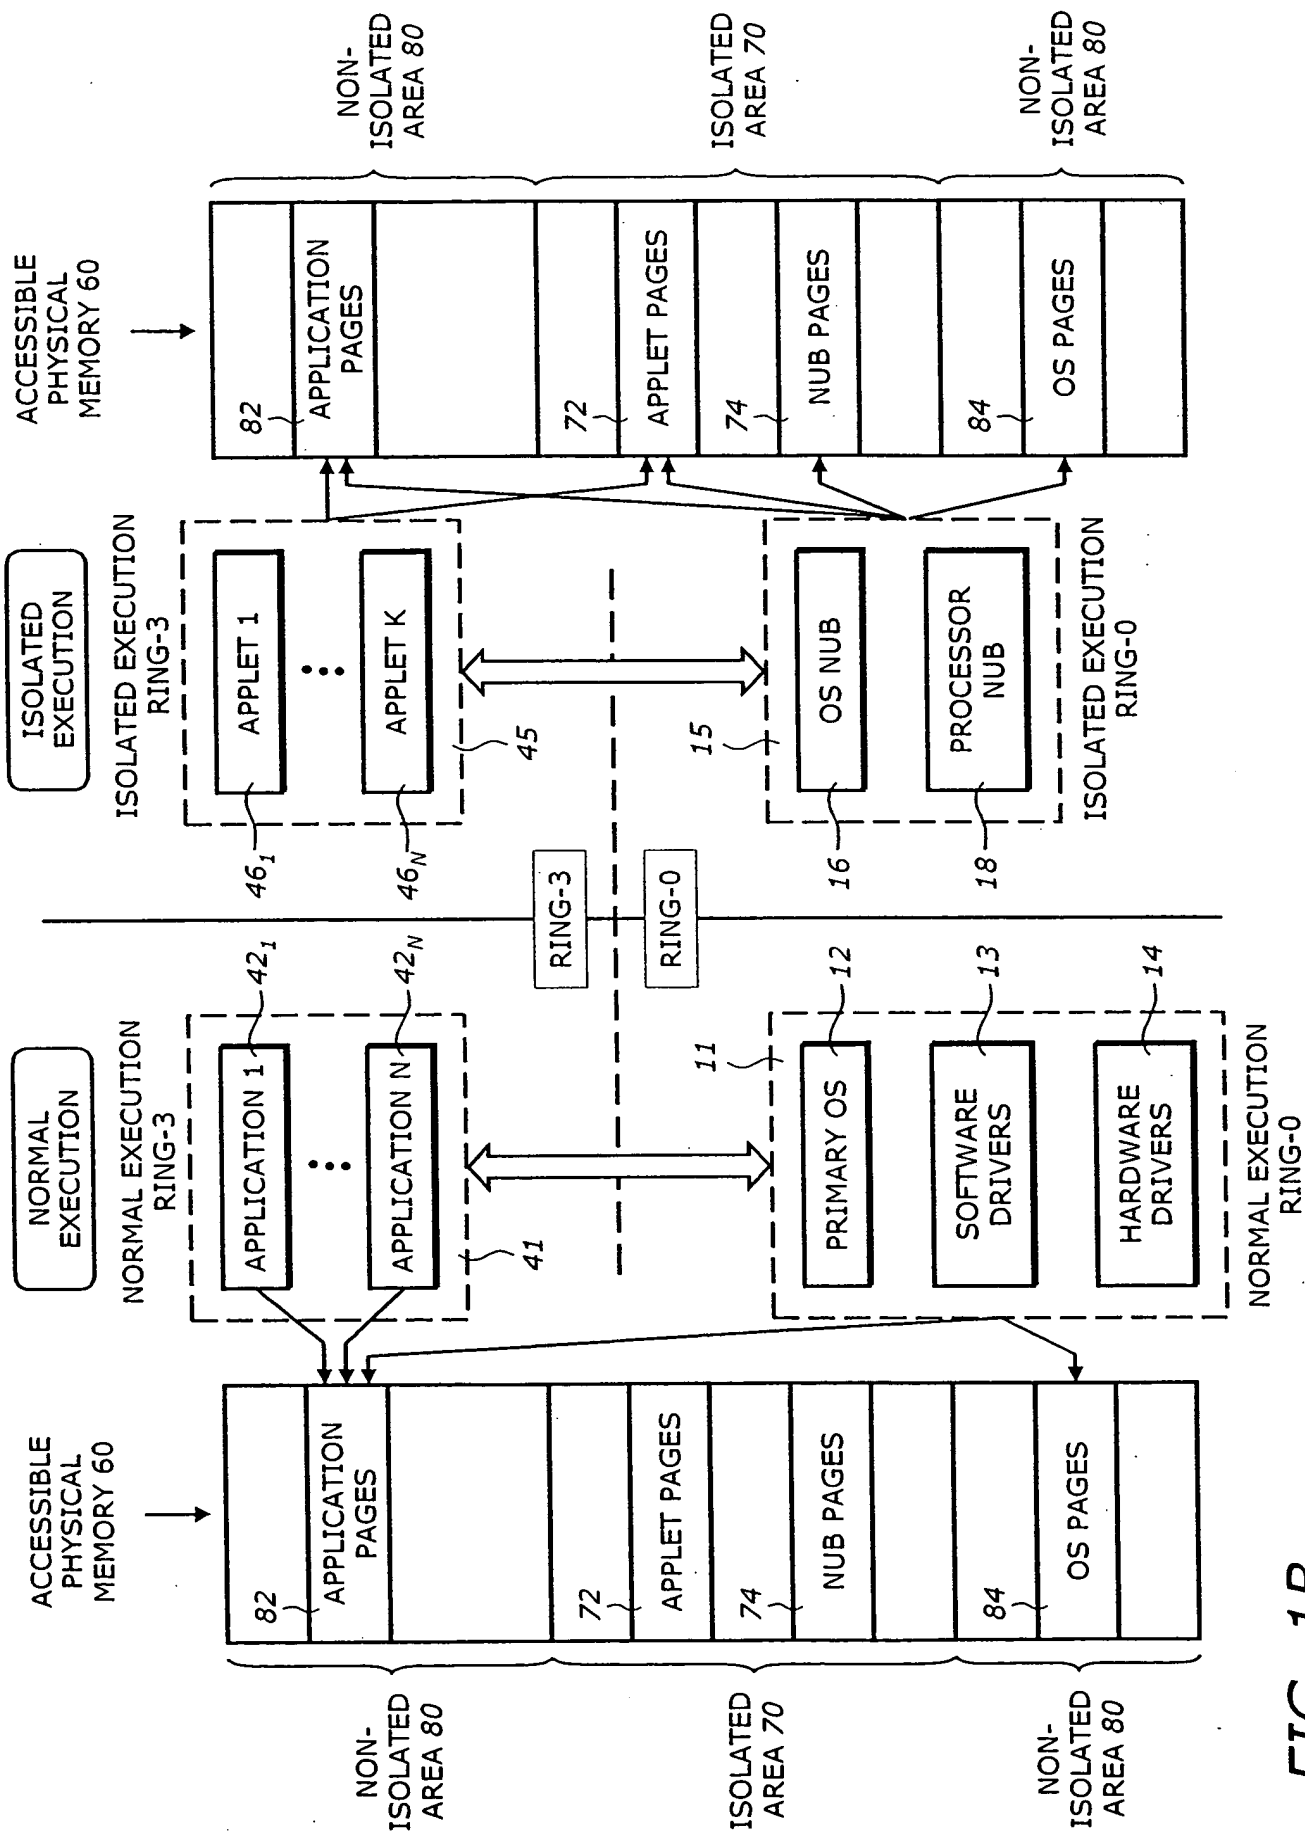 ACCESSIBLE
PHYSICAL
MEMORY 60
NORMAL
EXECUTION
ISOLATED
EXECUTION
ACCESSIBLE
PHYSICAL
MEMORY 60
NORMAL EXECUTION
RING-3
ISOLATED EXECUTION
RING-3
NON-
ISOLATED
AREA 80
82
APPLICATION
PAGES
APPLICATION 1
42₁
APPLICATION N
42N
41
46₁
APPLET 1
46N
APPLET K
45
82
APPLICATION
PAGES
NON-
ISOLATED
AREA 80
RING-3
RING-0
ISOLATED
AREA 70
72
APPLET PAGES
74
NUB PAGES
72
APPLET PAGES
74
NUB PAGES
ISOLATED
AREA 70
11
PRIMARY OS
12
SOFTWARE
DRIVERS
13
HARDWARE
DRIVERS
14
15
16
OS NUB
18
PROCESSOR
NUB
NON-
ISOLATED
AREA 80
84
OS PAGES
84
OS PAGES
NON-
ISOLATED
AREA 80
NORMAL EXECUTION
RING-0
ISOLATED EXECUTION
RING-0
FIG. 1B